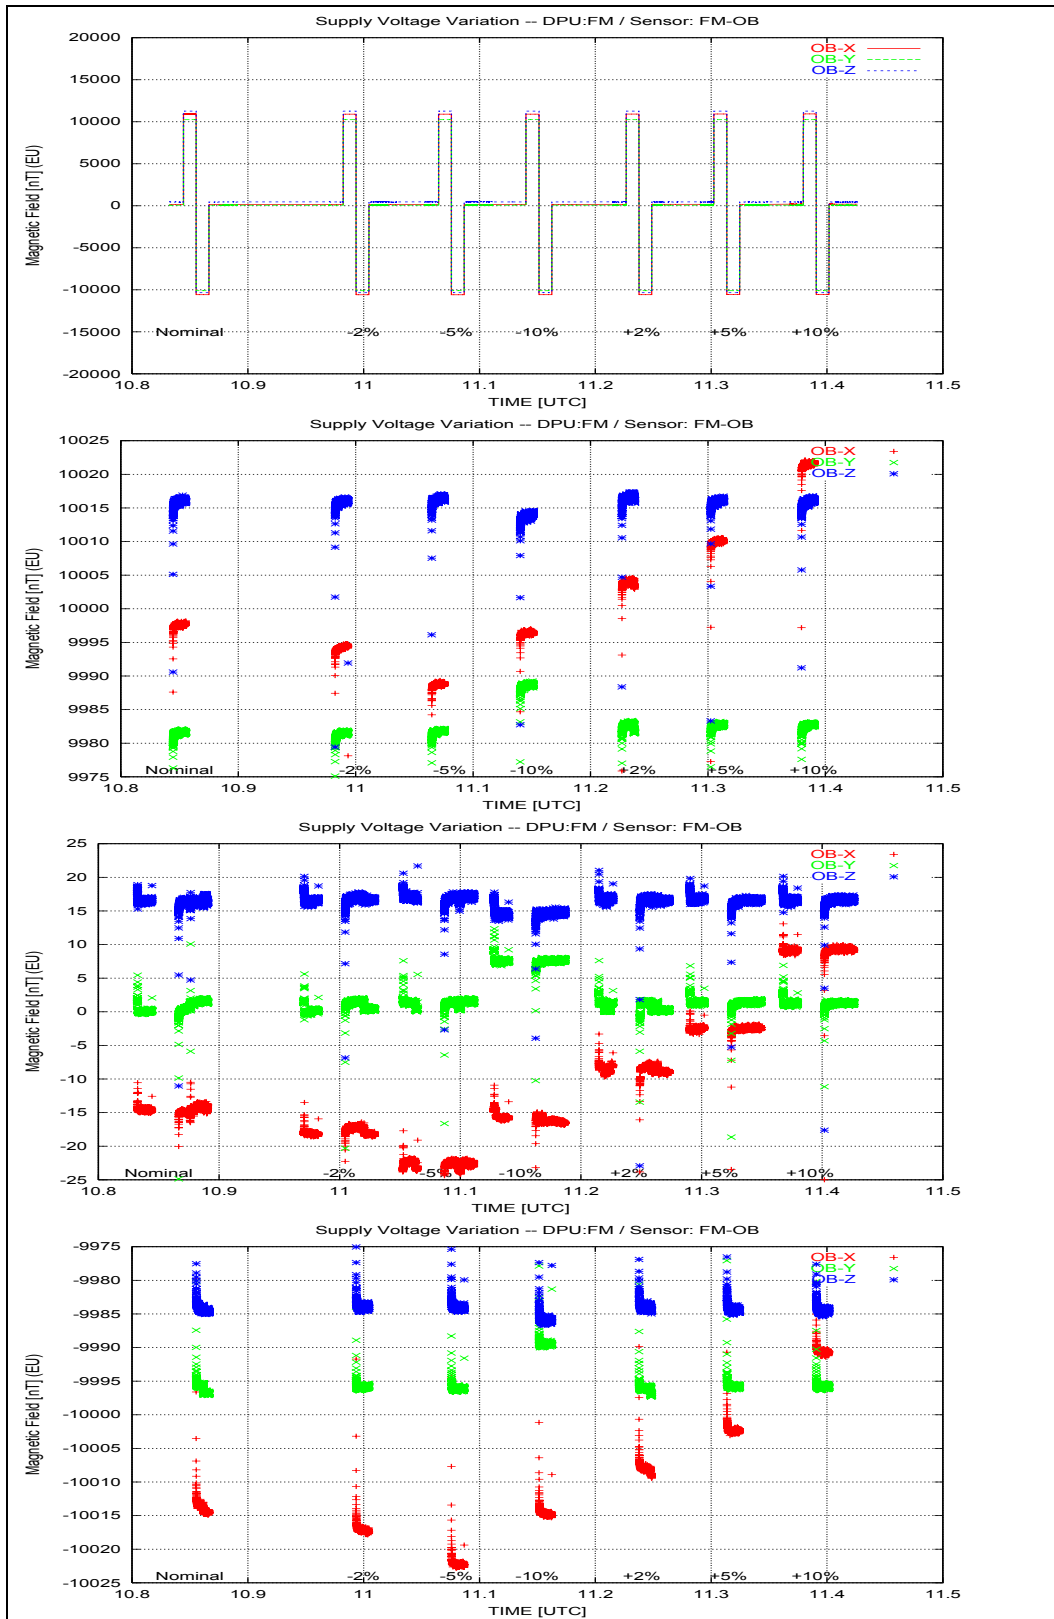 Supply Voltage Variation -- DPU:FM / Sensor: FM-OB
20000
15000
10000
5000
0
-5000
-10000
-15000
-20000
Magnetic Field [nT] (EU)
OB-X
OB-Y
OB-Z
Nominal -2% -5% -10% +2% +5% +10%
10.8 10.9 11 11.1 11.2 11.3 11.4 11.5
TIME [UTC]
Supply Voltage Variation -- DPU:FM / Sensor: FM-OB
10025
10020
10015
10010
10005
10000
9995
9990
9985
9980
9975
Magnetic Field [nT] (EU)
OB-X
OB-Y
OB-Z
Nominal -2% -5% -10% +2% +5% +10%
10.8 10.9 11 11.1 11.2 11.3 11.4 11.5
TIME [UTC]
Supply Voltage Variation -- DPU:FM / Sensor: FM-OB
25
20
15
10
5
0
-5
-10
-15
-20
-25
Magnetic Field [nT] (EU)
OB-X
OB-Y
OB-Z
Nominal -2% -5% -10% +2% +5% +10%
10.8 10.9 11 11.1 11.2 11.3 11.4 11.5
TIME [UTC]
Supply Voltage Variation -- DPU:FM / Sensor: FM-OB
-9975
-9980
-9985
-9990
-9995
-10000
-10005
-10010
-10015
-10020
-10025
Magnetic Field [nT] (EU)
OB-X
OB-Y
OB-Z
Nominal -2% -5% -10% +2% +5% +10%
10.8 10.9 11 11.1 11.2 11.3 11.4 11.5
TIME [UTC]